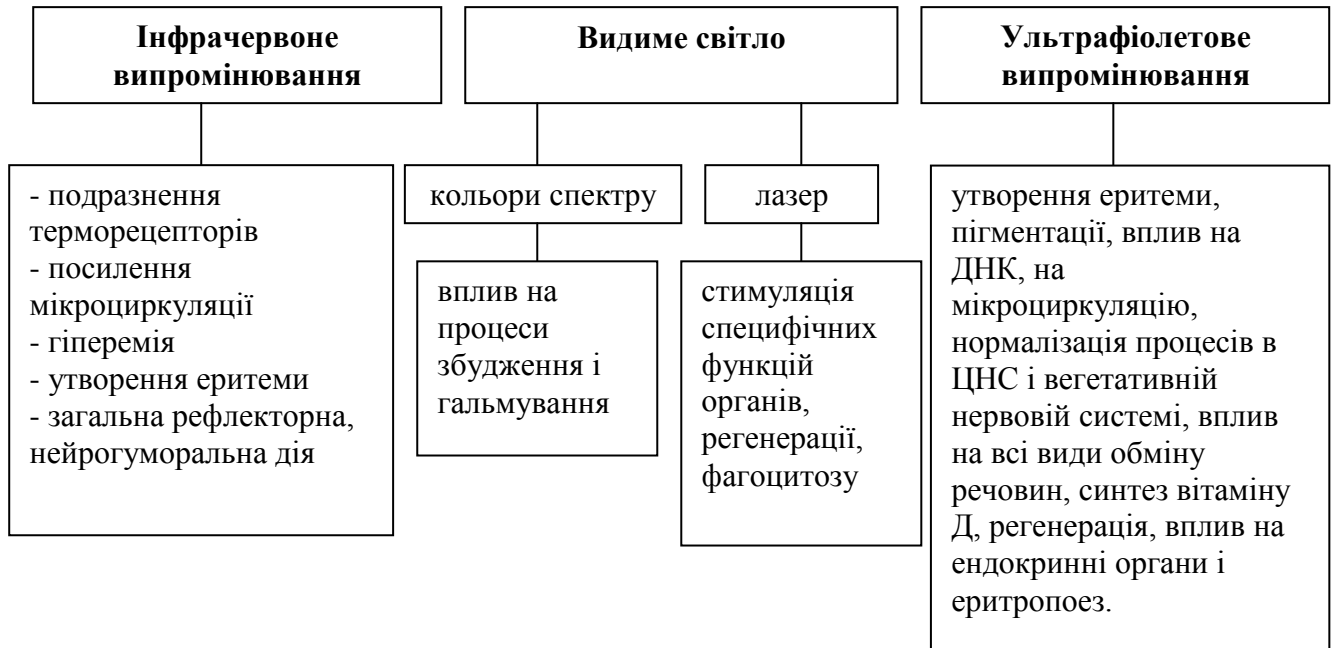 Інфрачервоне
випромінювання
Видиме світло
Ультрафіолетове
випромінювання
- подразнення
терморецепторів
- посилення
мікроциркуляції
- гіперемія
- утворення еритеми
- загальна рефлекторна,
нейрогуморальна дія
кольори спектру
вплив на
процеси
збудження і
гальмування
лазер
стимуляція
специфічних
функцій
органів,
регенерації,
фагоцитозу
утворення еритеми,
пігментації, вплив на
ДНК, на
мікроциркуляцію,
нормалізація процесів в
ЦНС і вегетативній
нервовій системі, вплив
на всі види обміну
речовин, синтез вітаміну
Д, регенерація, вплив на
ендокринні органи і
еритропоез.